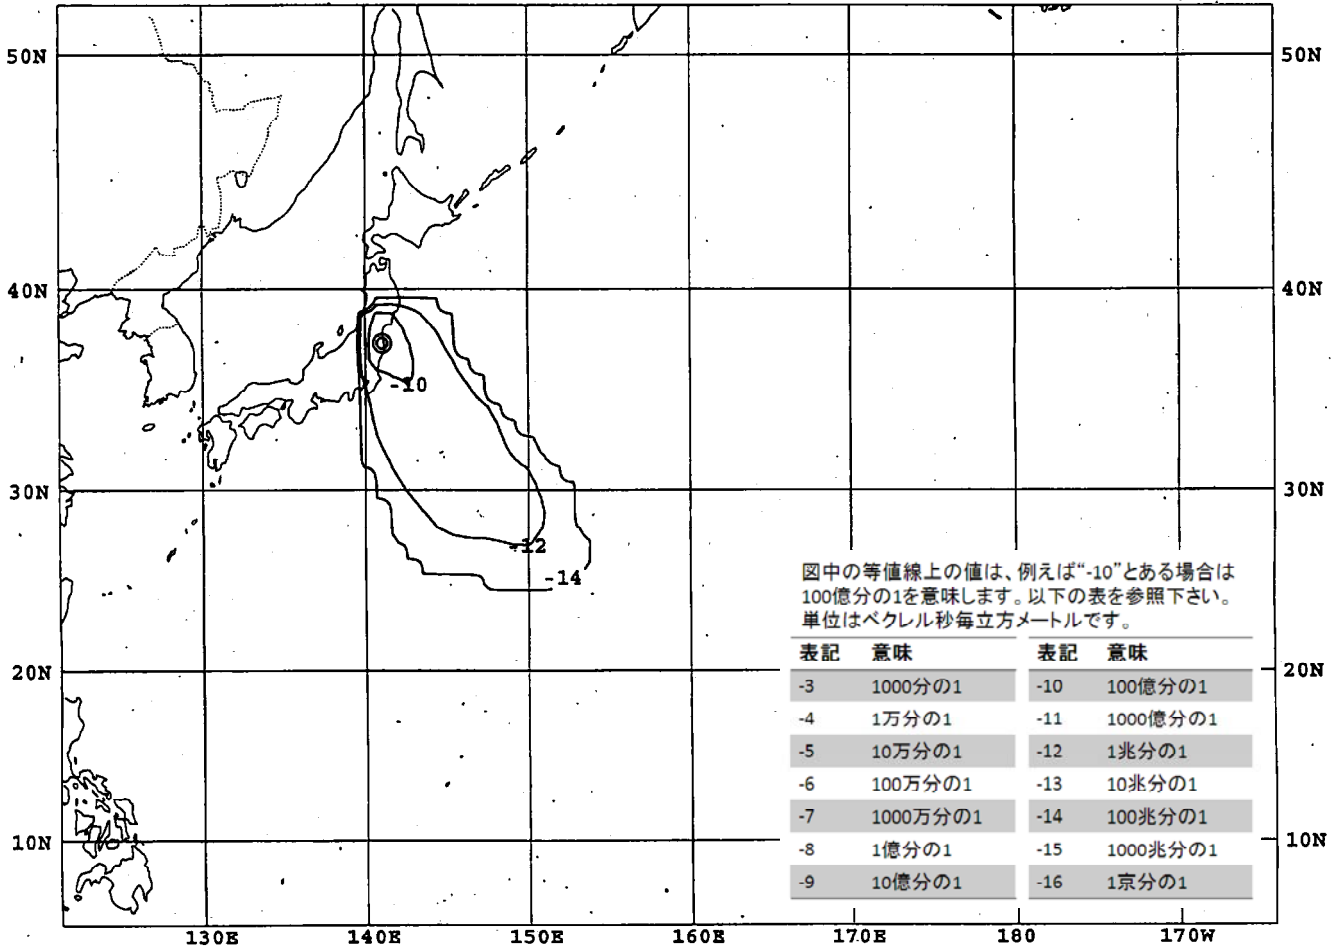 50N
50N
40N
40N
-10
30N
30N
-12
-14
図中の等値線上の値は、例えば“-10”とある場合は
100億分の1を意味します。以下の表を参照下さい。
単位はベクレル秒毎立方メートルです。
表記 意味 表記 意味
-3 1000分の1 -10 100億分の1
-4 1万分の1 -11 1000億分の1
-5 10万分の1 -12 1兆分の1
-6 100万分の1 -13 10兆分の1
-7 1000万分の1 -14 100兆分の1
-8 1億分の1 -15 1000兆分の1
-9 10億分の1 -16 1京分の1
20N
20N
10N
10N
130E 140E 150E 160E 170E 180 170W